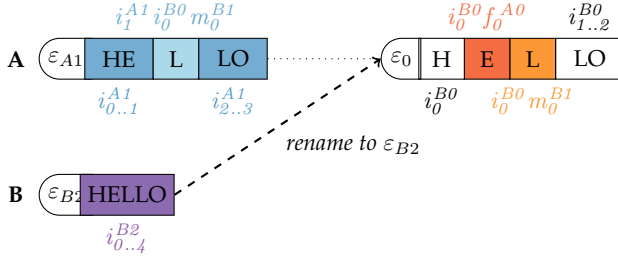 i_1^{A1} i_0^{B0} m_0^{B1}
i_0^{B0} f_0^{A0}
i_{1..2}^{B0}
A ε_{A1} HE L LO ε_0 H E L LO
i_{0..1}^{A1} i_{2..3}^{A1} i_0^{B0} i_0^{B0} m_0^{B1}
rename to ε_{B2}
B ε_{B2} HELLO
i_{0..4}^{B2}